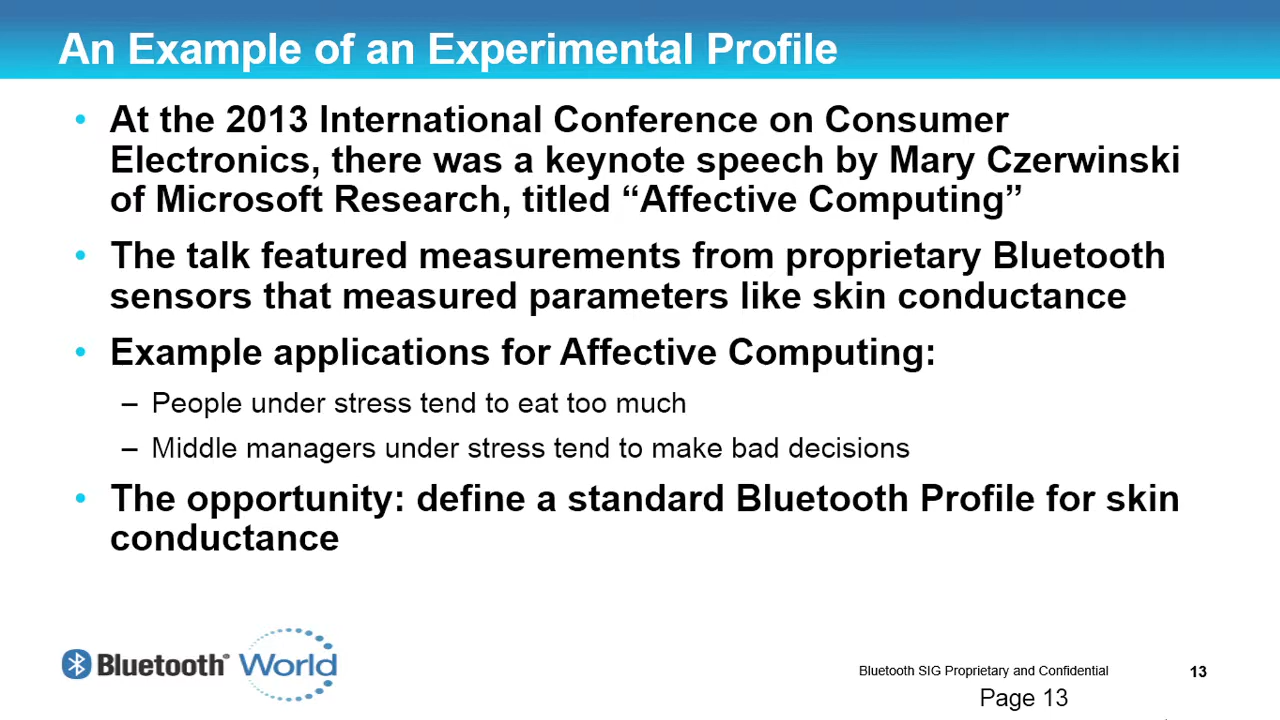 An Example of an Experimental Profile
• At the 2013 International Conference on Consumer
Electronics, there was a keynote speech by Mary Czerwinski
of Microsoft Research, titled “Affective Computing”
• The talk featured measurements from proprietary Bluetooth
sensors that measured parameters like skin conductance
• Example applications for Affective Computing:
– People under stress tend to eat too much
– Middle managers under stress tend to make bad decisions
• The opportunity: define a standard Bluetooth Profile for skin
conductance
Bluetooth® World
Bluetooth SIG Proprietary and Confidential
13
Page 13